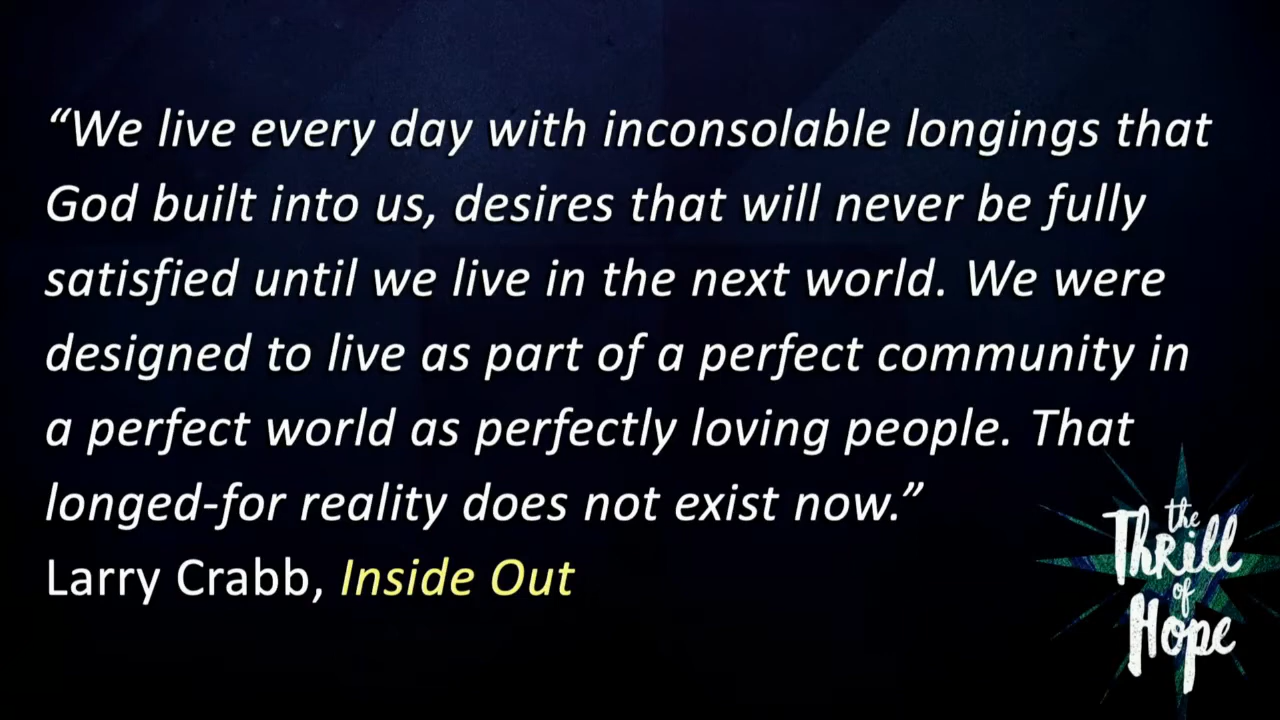 “We live every day with inconsolable longings that
God built into us, desires that will never be fully
satisfied until we live in the next world. We were
designed to live as part of a perfect community in
a perfect world as perfectly loving people. That
longed-for reality does not exist now.”
Larry Crabb, Inside Out
the
Thrill
of
Hope